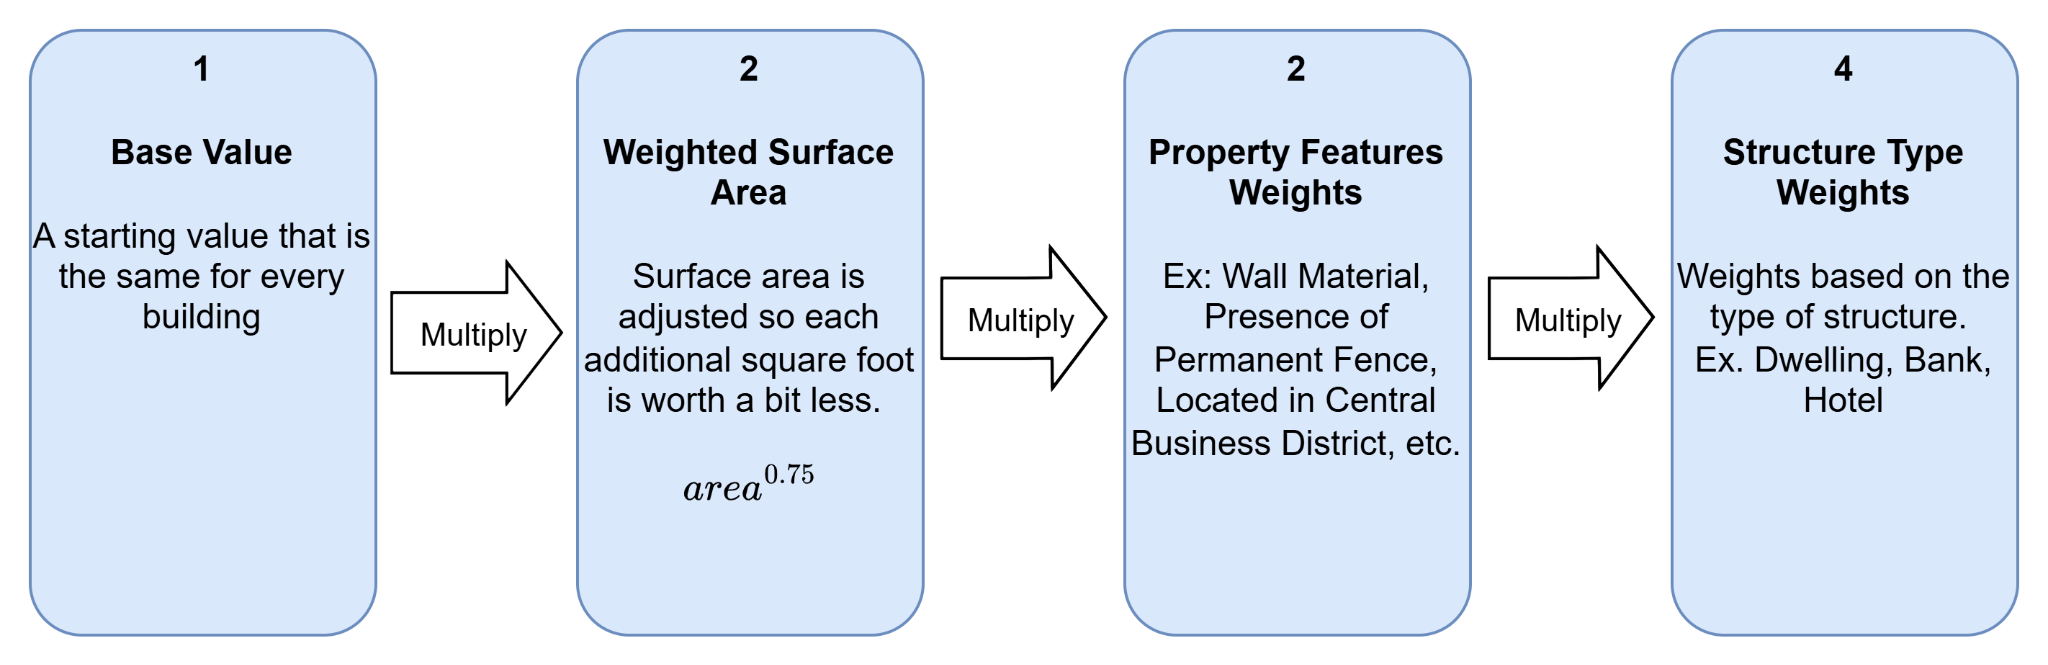 1
Base Value
A starting value that is
the same for every
building
Multiply
2
Weighted Surface
Area
Surface area is
adjusted so each
additional square foot
is worth a bit less.
area^0.75
Multiply
2
Property Features
Weights
Ex: Wall Material,
Presence of
Permanent Fence,
Located in Central
Business District, etc.
Multiply
4
Structure Type
Weights
Weights based on the
type of structure.
Ex. Dwelling, Bank,
Hotel